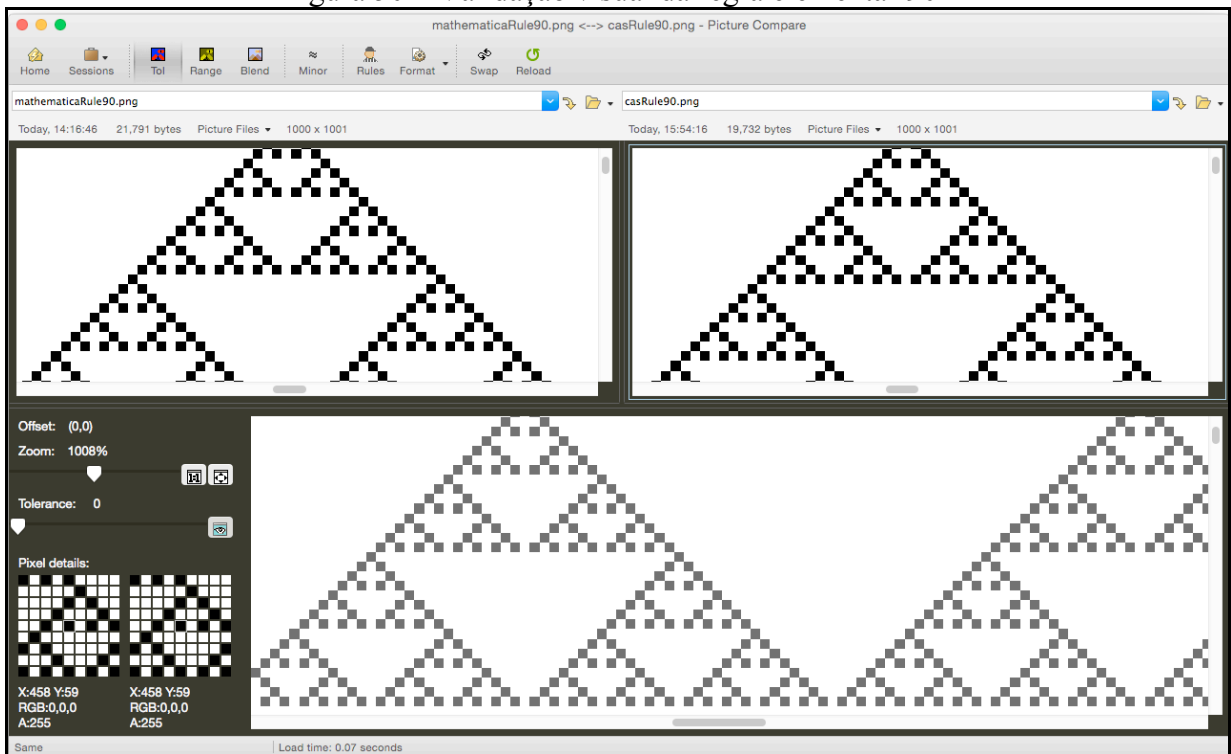 mathematicaRule90.png <--> casRule90.png - Picture Compare
Home Sessions Tol Range Blend Minor Rules Format Swap Reload
mathematicaRule90.png casRule90.png
Today, 14:16:46 21,791 bytes Picture Files 1000 x 1001 Today, 15:54:16 19,732 bytes Picture Files 1000 x 1001
Offset: (0,0)
Zoom: 1008%
1:1
Tolerance: 0
Pixel details:
X:458 Y:59 X:458 Y:59
RGB:0,0,0 RGB:0,0,0
A:255 A:255
Same Load time: 0.07 seconds